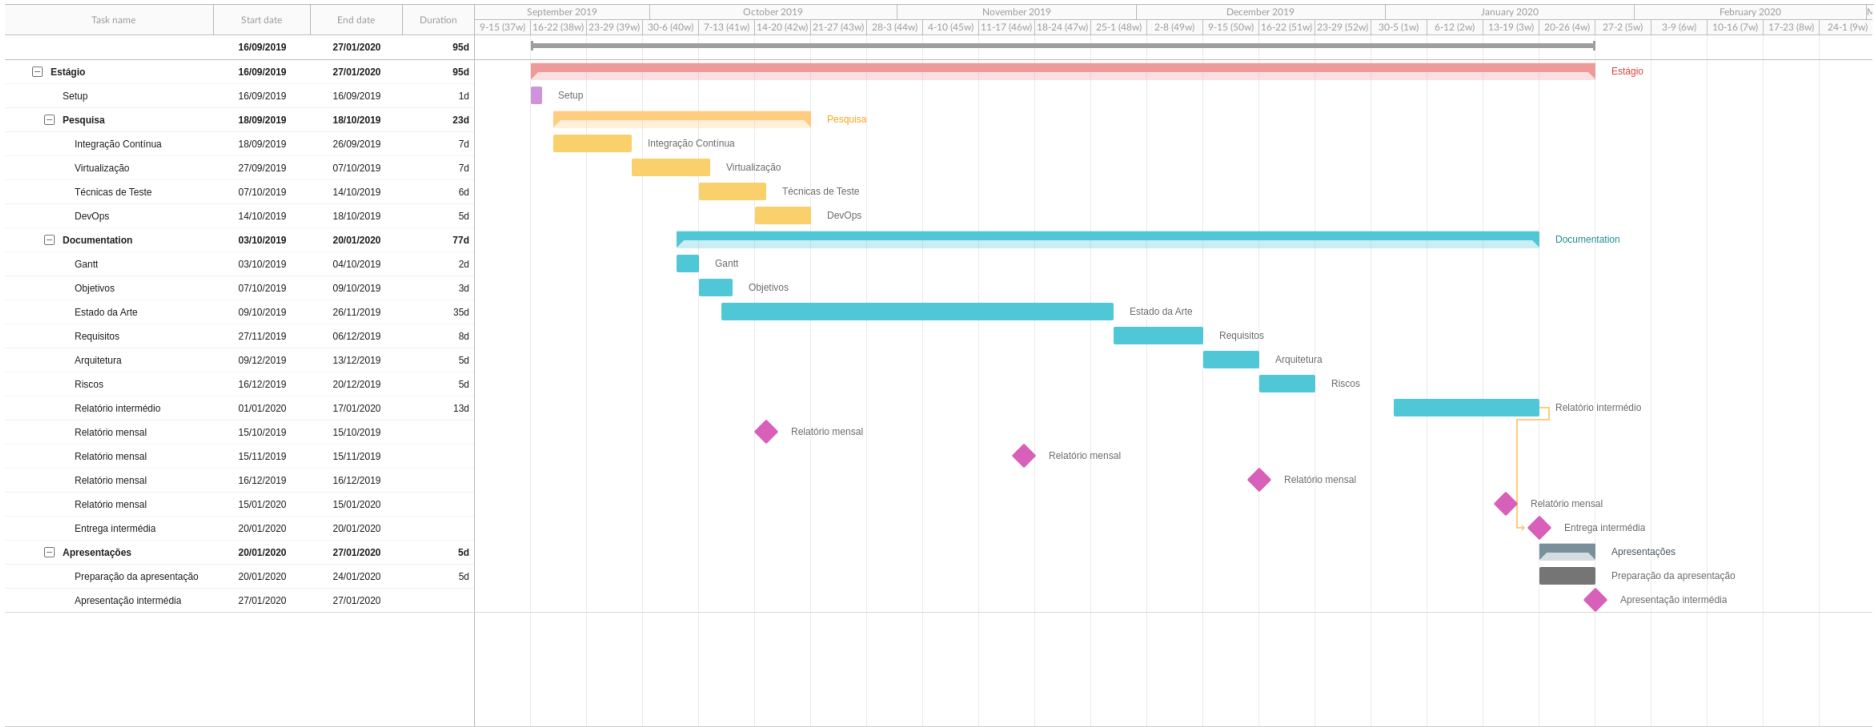 Task name Start date End date Duration
September 2019 October 2019 November 2019 December 2019 January 2020 February 2020
9-15 (37w) 16-22 (38w) 23-29 (39w) 30-6 (40w) 7-13 (41w) 14-20 (42w) 21-27 (43w) 28-3 (44w) 4-10 (45w) 11-17 (46w) 18-24 (47w) 25-1 (48w) 2-8 (49w) 9-15 (50w) 16-22 (51w) 23-29 (52w) 30-5 (1w) 6-12 (2w) 13-19 (3w) 20-26 (4w) 27-2 (5w) 3-9 (6w) 10-16 (7w) 17-23 (8w) 24-1 (9w)
16/09/2019 27/01/2020 95d
Estágio 16/09/2019 27/01/2020 95d Estágio
Setup 16/09/2019 16/09/2019 1d Setup
Pesquisa 18/09/2019 18/10/2019 23d Pesquisa
Integração Contínua 18/09/2019 26/09/2019 7d Integração Contínua
Virtualização 27/09/2019 07/10/2019 7d Virtualização
Técnicas de Teste 07/10/2019 14/10/2019 6d Técnicas de Teste
DevOps 14/10/2019 18/10/2019 5d DevOps
Documentation 03/10/2019 20/01/2020 77d Documentation
Gantt 03/10/2019 04/10/2019 2d Gantt
Objetivos 07/10/2019 09/10/2019 3d Objetivos
Estado da Arte 09/10/2019 26/11/2019 35d Estado da Arte
Requisitos 27/11/2019 06/12/2019 8d Requisitos
Arquitetura 09/12/2019 13/12/2019 5d Arquitetura
Riscos 16/12/2019 20/12/2019 5d Riscos
Relatório intermédio 01/01/2020 17/01/2020 13d Relatório intermédio
Relatório mensal 15/10/2019 15/10/2019 Relatório mensal
Relatório mensal 15/11/2019 15/11/2019 Relatório mensal
Relatório mensal 16/12/2019 16/12/2019 Relatório mensal
Relatório mensal 15/01/2020 15/01/2020 Relatório mensal
Entrega intermédia 20/01/2020 20/01/2020 Entrega intermédia
Apresentações 20/01/2020 27/01/2020 5d Apresentações
Preparação da apresentação 20/01/2020 24/01/2020 5d Preparação da apresentação
Apresentação intermédia 27/01/2020 27/01/2020 Apresentação intermédia